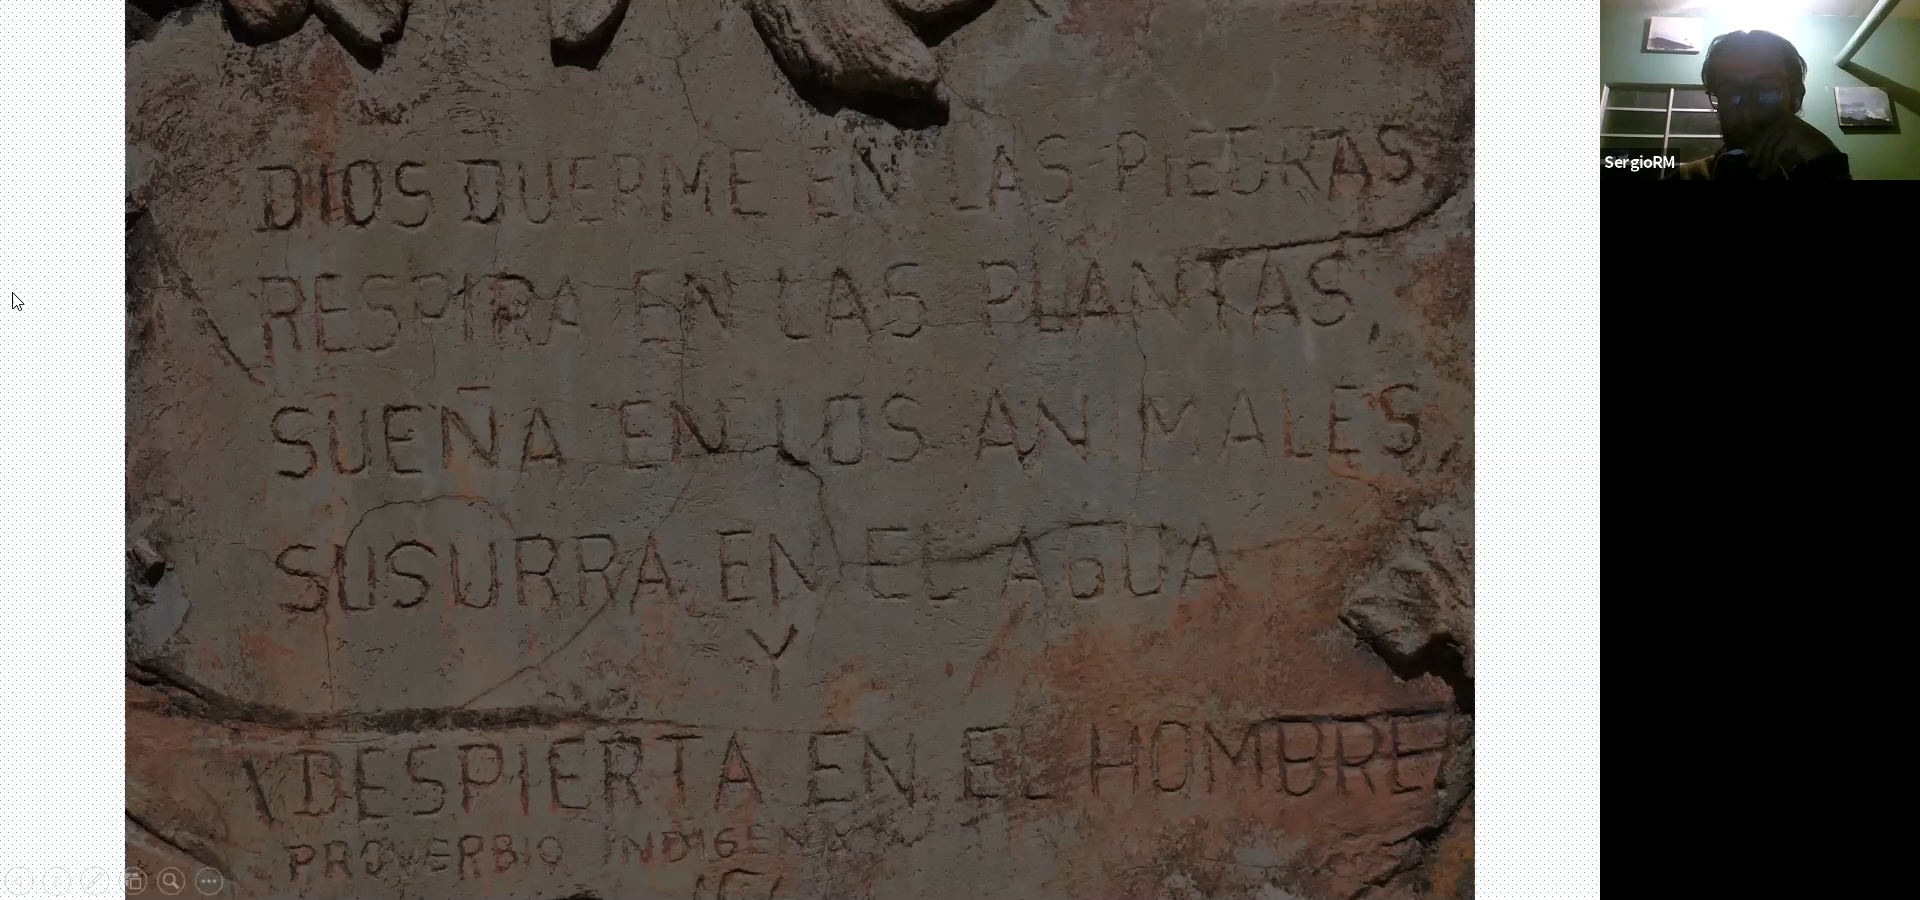 DIOS DUERME EN LAS PIEDRAS
RESPIRA EN LAS PLANTAS,
SUEÑA EN LOS ANIMALES,
SUSURRA EN EL AGUA
Y
DESPIERTA EN EL HOMBRE
PROVERBIO INDIGENA
SergioRM